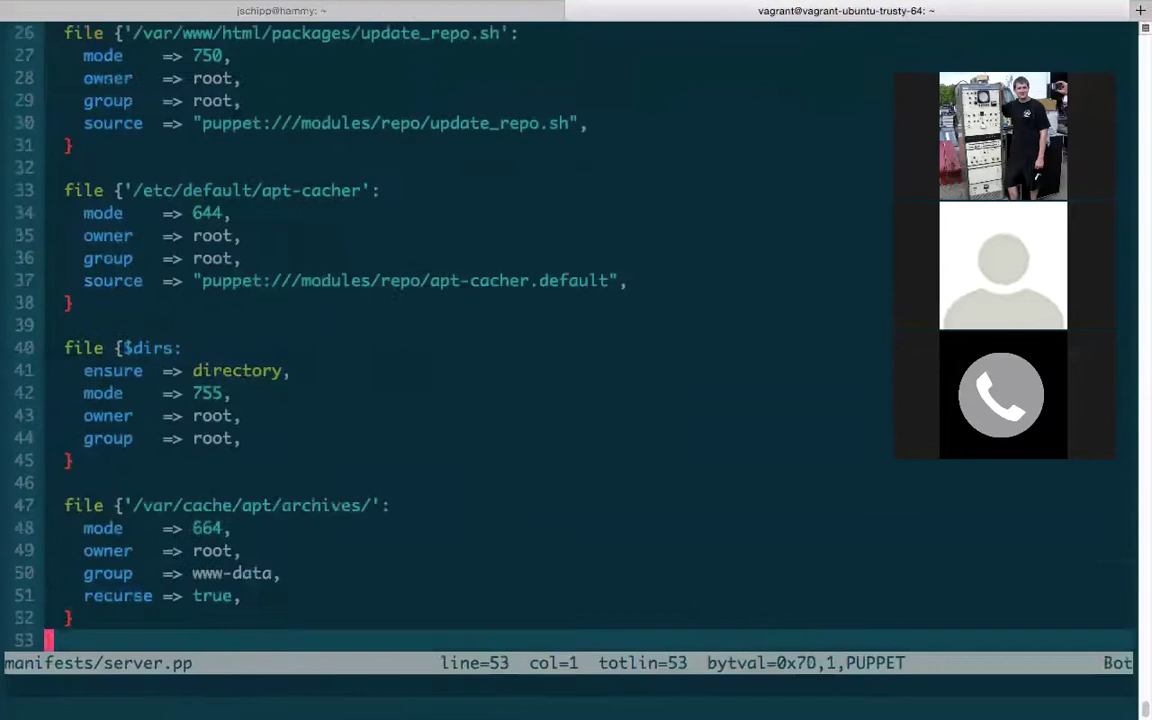 jschipp@hammy: ~
vagrant@vagrant-ubuntu-trusty-64: ~
+
26 file {'/var/www/html/packages/update_repo.sh':
27 mode => 750,
28 owner => root,
29 group => root,
30 source => "puppet:///modules/repo/update_repo.sh",
31 }
32
33 file {'/etc/default/apt-cacher':
34 mode => 644,
35 owner => root,
36 group => root,
37 source => "puppet:///modules/repo/apt-cacher.default",
38 }
39
40 file {$dirs:
41 ensure => directory,
42 mode => 755,
43 owner => root,
44 group => root,
45 }
46
47 file {'/var/cache/apt/archives/':
48 mode => 664,
49 owner => root,
50 group => www-data,
51 recurse => true,
52 }
53 }
manifests/server.pp line=53 col=1 totlin=53 bytval=0x7D,1,PUPPET Bot